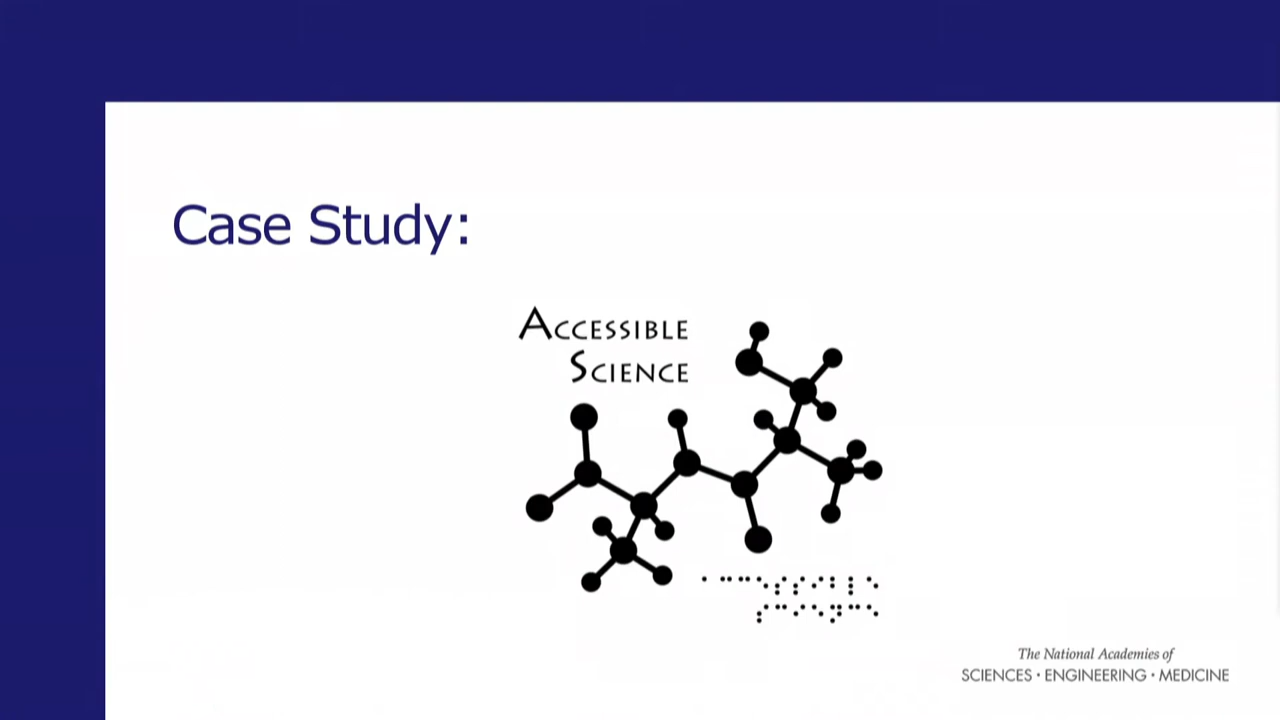 Case Study:
ACCESSIBLE
SCIENCE
⠁⠉⠉⠑⠎⠎⠊⠃⠇⠑
⠎⠉⠊⠑⠝⠉⠑
The National Academies of
SCIENCES · ENGINEERING · MEDICINE